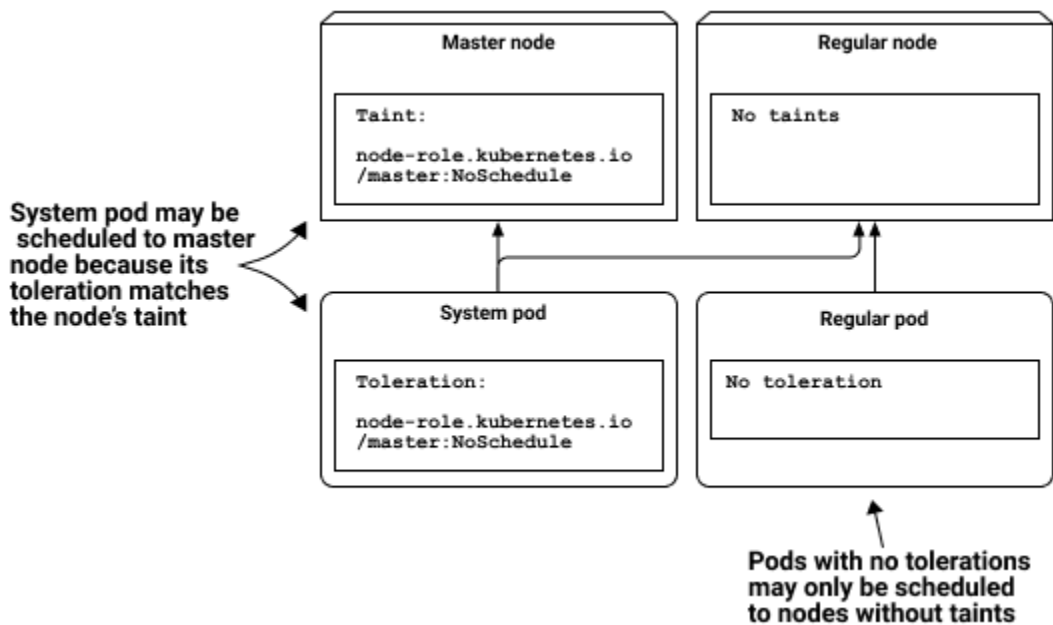 Master node
Taint:
node-role.kubernetes.io
/master:NoSchedule
Regular node
No taints
System pod may be
scheduled to master
node because its
toleration matches
the node's taint
System pod
Toleration:
node-role.kubernetes.io
/master:NoSchedule
Regular pod
No toleration
Pods with no tolerations
may only be scheduled
to nodes without taints